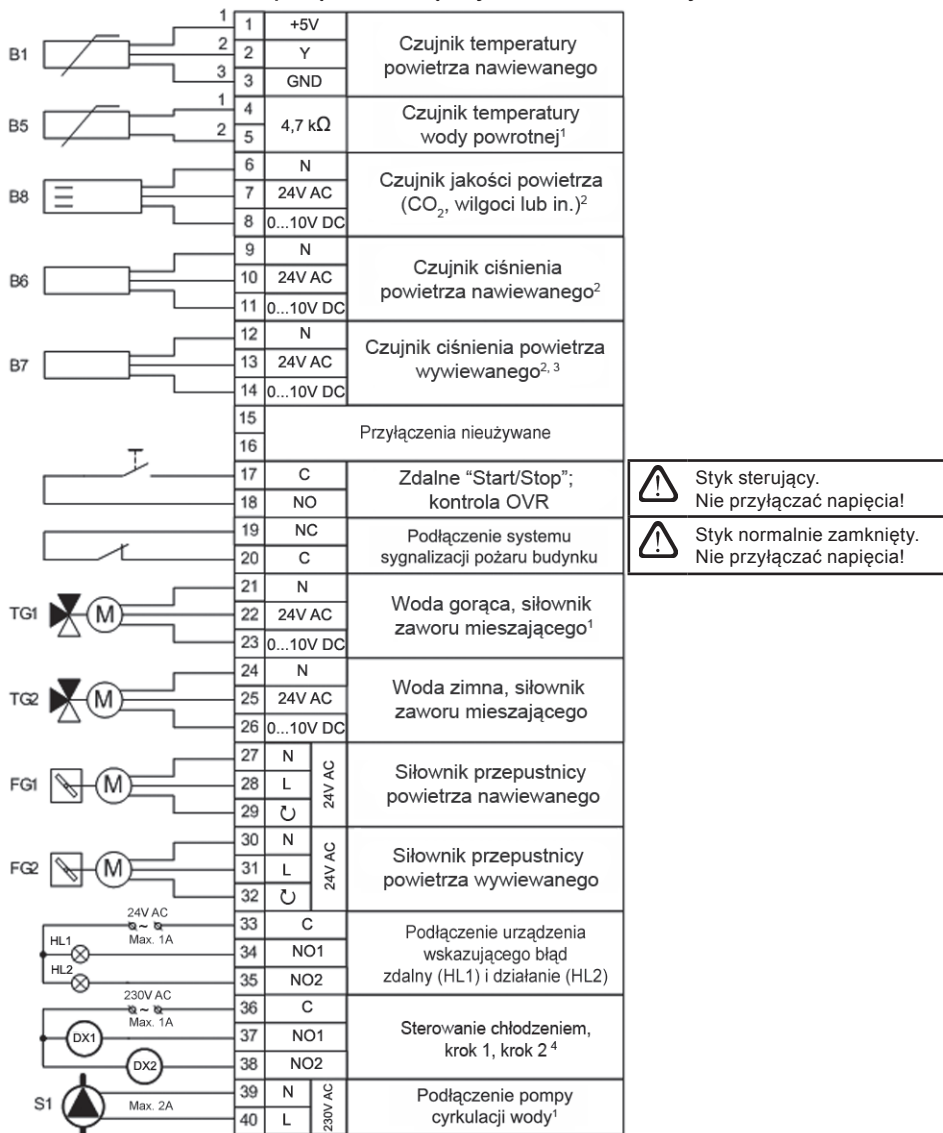 B1
1
2
3
1 +5V
2 Y
3 GND
Czujnik temperatury
powietrza nawiewanego
B5
1
2
4
5
4,7 kΩ
Czujnik temperatury
wody powrotnej¹
B8
6 N
7 24V AC
8 0...10V DC
Czujnik jakości powietrza
(CO₂, wilgoci lub in.)²
B6
9 N
10 24V AC
11 0...10V DC
Czujnik ciśnienia
powietrza nawiewanego²
B7
12 N
13 24V AC
14 0...10V DC
Czujnik ciśnienia powietrza
wywiewanego²,³
15
16
Przyłączenia nieużywane
17 C
18 NO
Zdalne “Start/Stop”;
kontrola OVR
Styk sterujący.
Nie przyłączać napięcia!
19 NC
20 C
Podłączenie systemu
sygnalizacji pożaru budynku
Styk normalnie zamknięty.
Nie przyłączać napięcia!
TG1
M
21 N
22 24V AC
23 0...10V DC
Woda gorąca, siłownik
zaworu mieszającego¹
TG2
M
24 N
25 24V AC
26 0...10V DC
Woda zimna, siłownik
zaworu mieszającego
FG1
M
27 N
28 L
29 ↻
24V AC
Siłownik przepustnicy
powietrza nawiewanego
FG2
M
30 N
31 L
32 ↻
24V AC
Siłownik przepustnicy
powietrza wywiewanego
24V AC
~
Max. 1A
HL1
HL2
33 C
34 NO1
35 NO2
Podłączenie urządzenia
wskazującego błąd
zdalny (HL1) i działanie (HL2)
230V AC
~
Max. 1A
DX1
DX2
36 C
37 NO1
38 NO2
Sterowanie chłodzeniem,
krok 1, krok 2 ⁴
S1
Max. 2A
39 N
40 L
230V AC
Podłączenie pompy
cyrkulacji wody¹